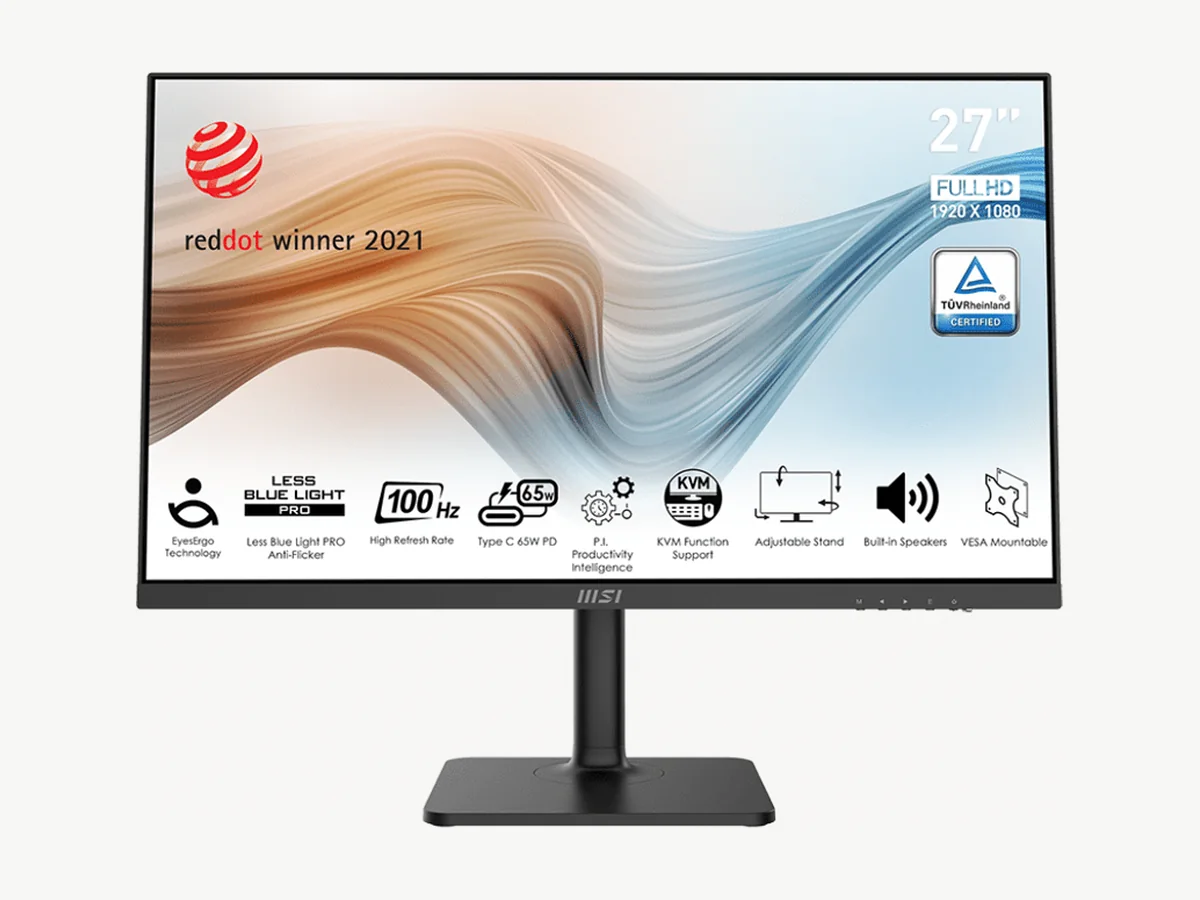 reddot winner 2021
27"
FULL HD
1920 X 1080
TÜVRheinland®
CERTIFIED
EyesErgo
Technology
LESS
BLUE LIGHT
PRO
Less Blue Light PRO
Anti-Flicker
100 Hz
High Refresh Rate
65w
Type C 65W PD
P.I.
Productivity
Intelligence
KVM
KVM Function
Support
Adjustable Stand
Built-in Speakers
VESA Mountable
msi
M